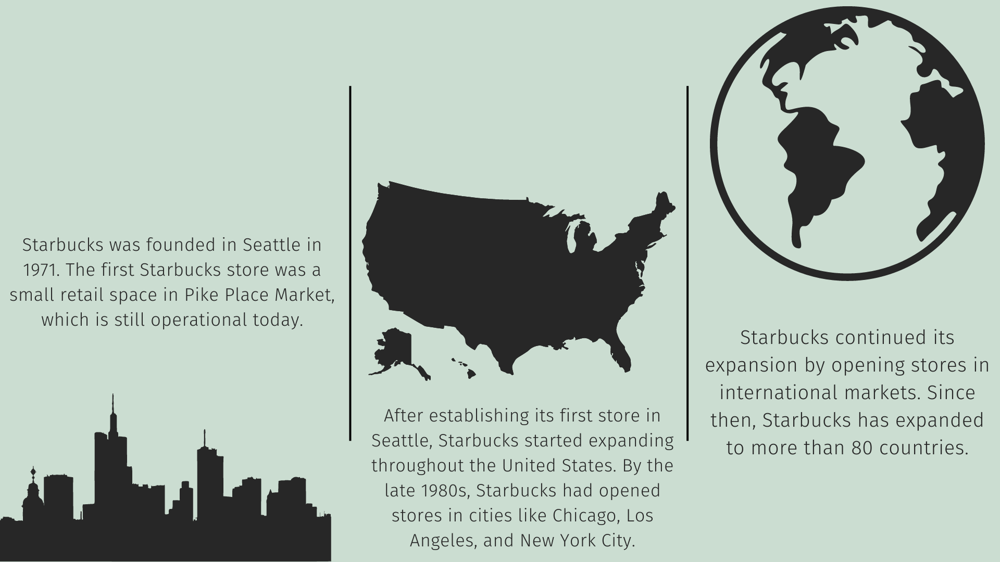 Starbucks was founded in Seattle in
1971. The first Starbucks store was a
small retail space in Pike Place Market,
which is still operational today.
After establishing its first store in
Seattle, Starbucks started expanding
throughout the United States. By the
late 1980s, Starbucks had opened
stores in cities like Chicago, Los
Angeles, and New York City.
Starbucks continued its
expansion by opening stores in
international markets. Since
then, Starbucks has expanded
to more than 80 countries.